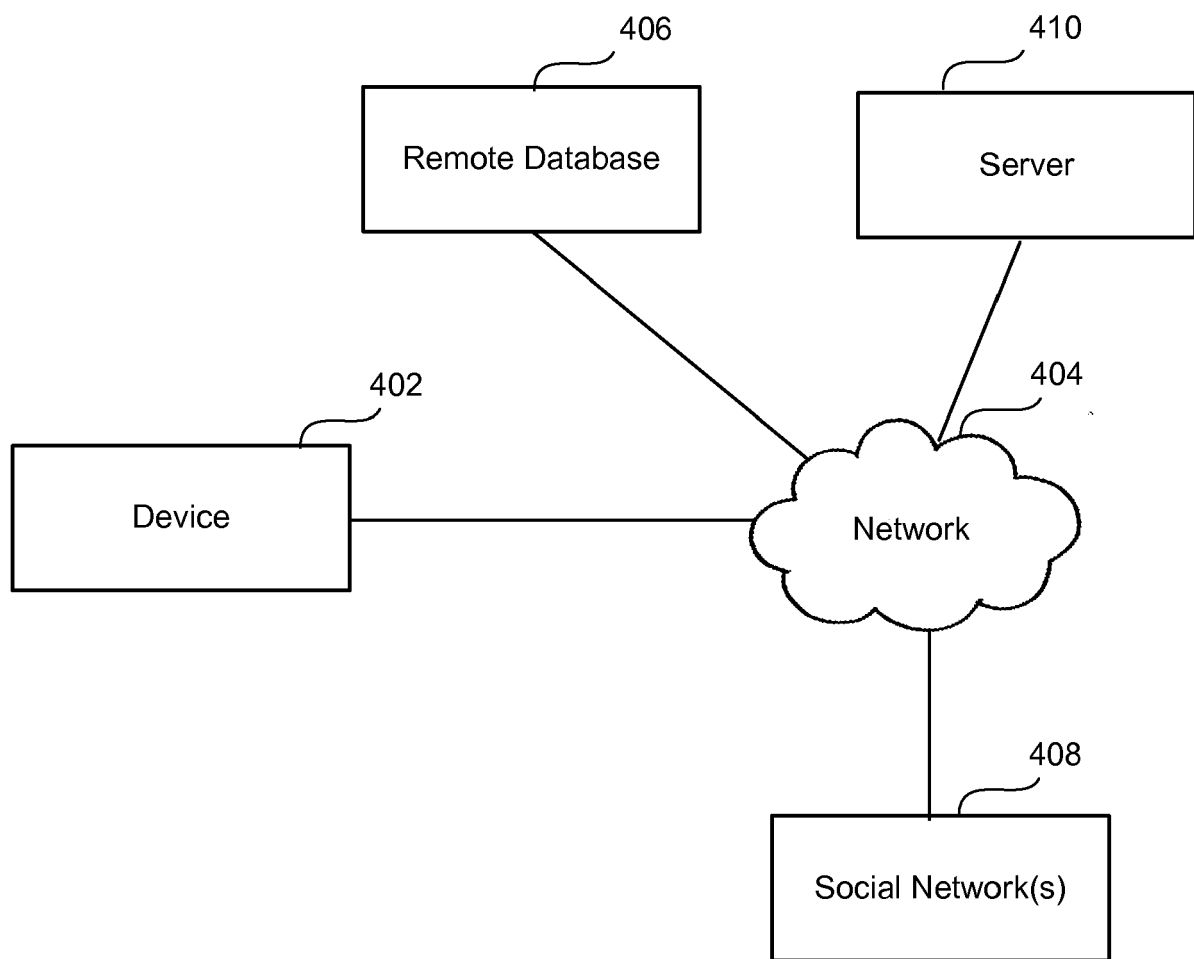 406
410
Remote Database
Server
402
404
Device
Network
408
Social Network(s)